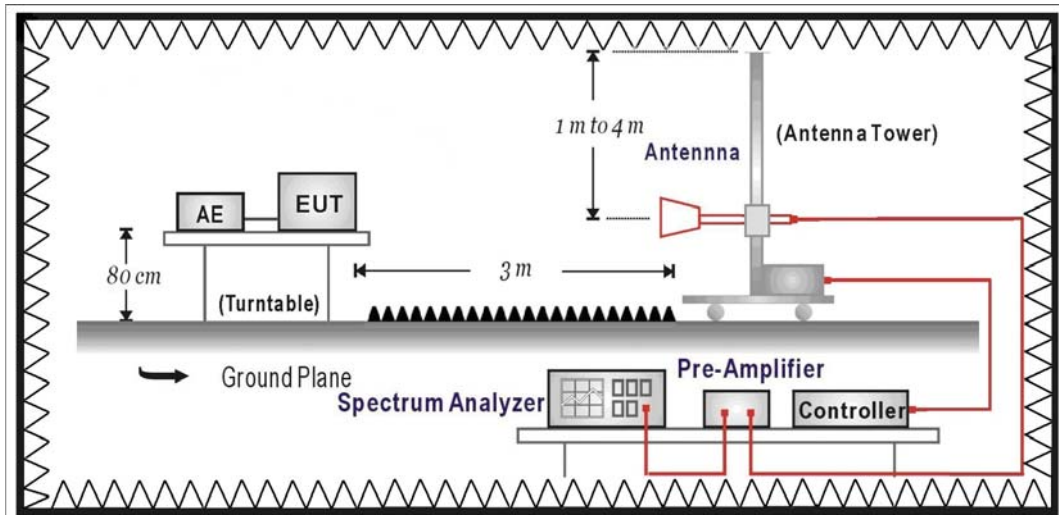 1 m to 4 m
(Antenna Tower)
Antennna
AE
EUT
80 cm
3 m
(Turntable)
Ground Plane
Pre-Amplifier
Spectrum Analyzer
Controller